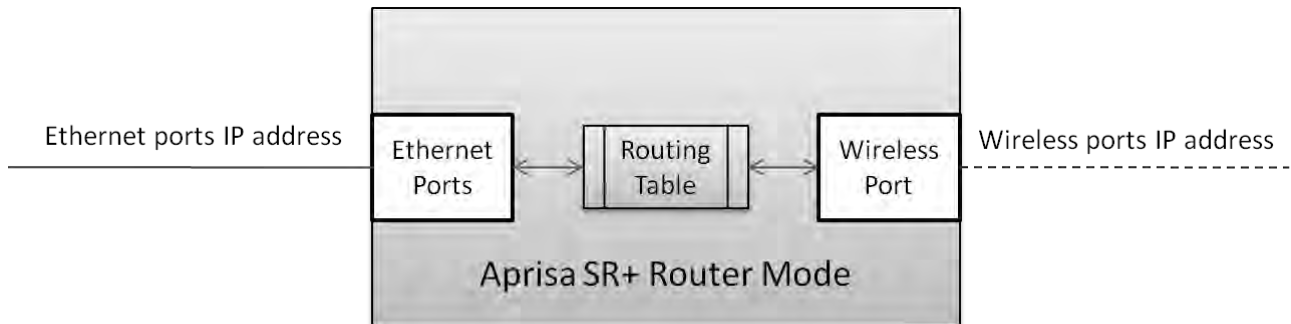 Ethernet ports IP address
Ethernet
Ports
Routing
Table
Wireless
Port
Wireless ports IP address
Aprisa SR+ Router Mode